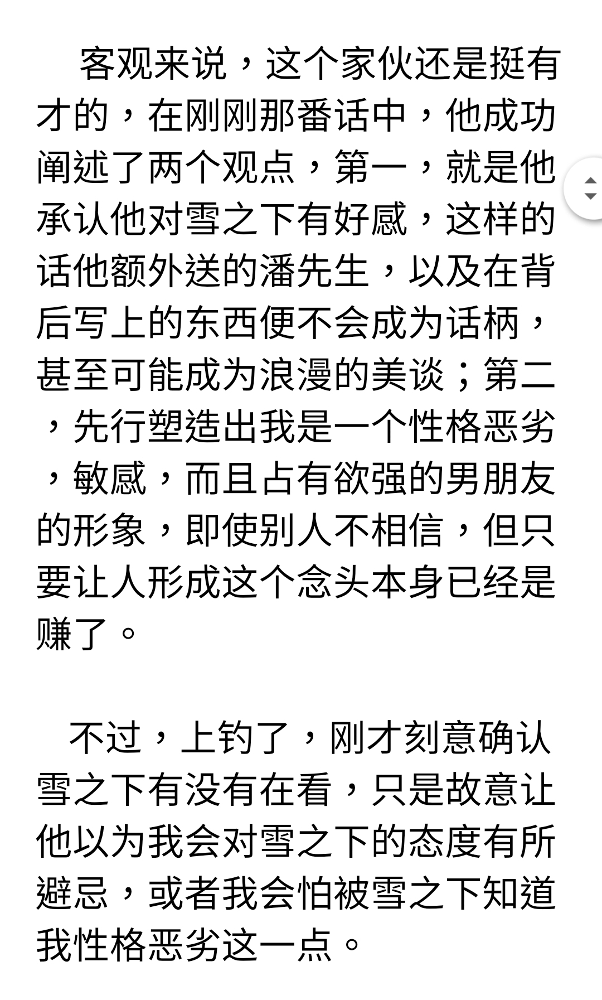 客观来说，这个家伙还是挺有
才的，在刚刚那番话中，他成功
阐述了两个观点，第一，就是他
承认他对雪之下有好感，这样的
话他额外送的潘先生，以及在背
后写上的东西便不会成为话柄，
甚至可能成为浪漫的美谈；第二
，先行塑造出我是一个性格恶劣
，敏感，而且占有欲强的男朋友
的形象，即使别人不相信，但只
要让人形成这个念头本身已经是
赚了。
不过，上钓了，刚才刻意确认
雪之下有没有在看，只是故意让
他以为我会对雪之下的态度有所
避忌，或者我会怕被雪之下知道
我性格恶劣这一点。